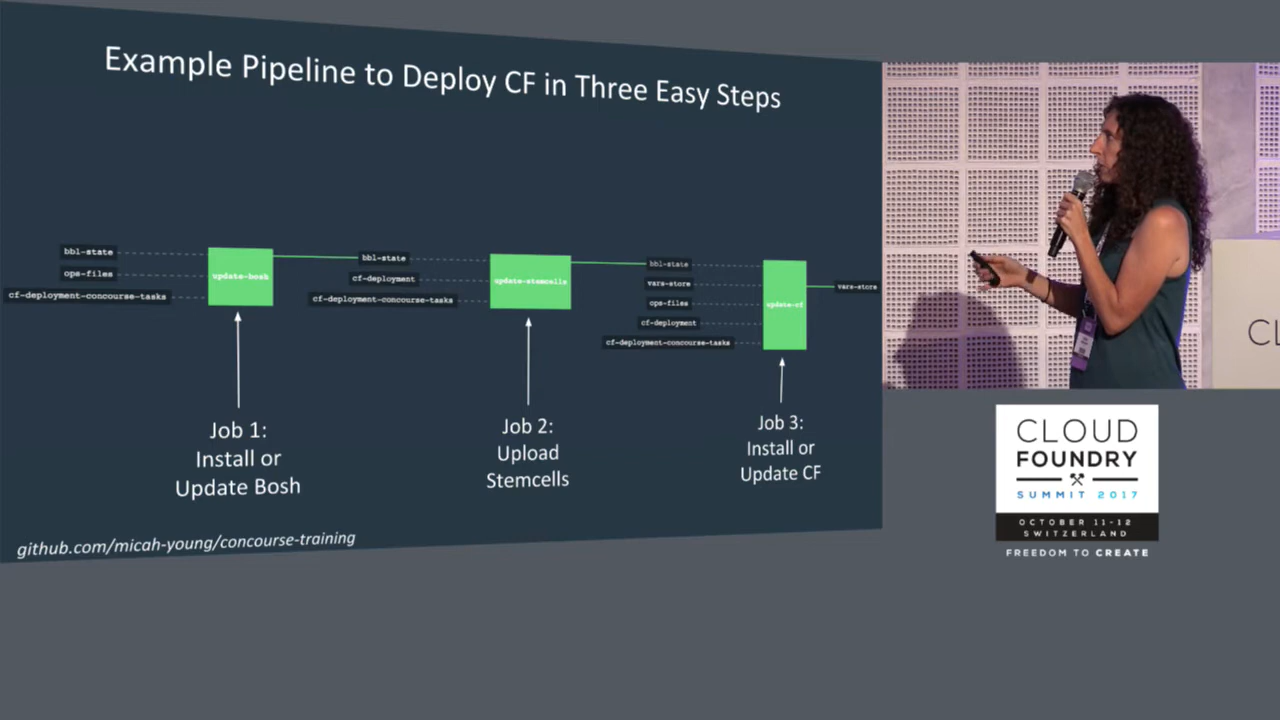 Example Pipeline to Deploy CF in Three Easy Steps
bbl-state
ops-files
cf-deployment-concourse-tasks
update-bosh
bbl-state
cf-deployment
cf-deployment-concourse-tasks
update-stemcells
bbl-state
vars-store
ops-files
cf-deployment
cf-deployment-concourse-tasks
update-cf
vars-store
Job 1:
Install or
Update Bosh
Job 2:
Upload
Stemcells
Job 3:
Install or
Update CF
github.com/micah-young/concourse-training
CL
CLOUD
FOUNDRY
SUMMIT 2017
OCTOBER 11-12
SWITZERLAND
FREEDOM TO CREATE